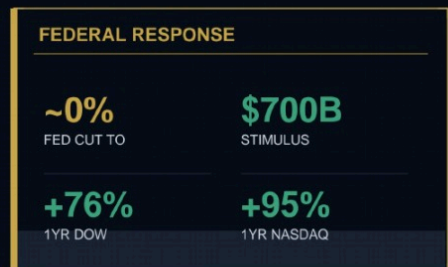 FEDERAL RESPONSE
~0% $700B
FED CUT TO STIMULUS
+76% +95%
1YR DOW 1YR NASDAQ